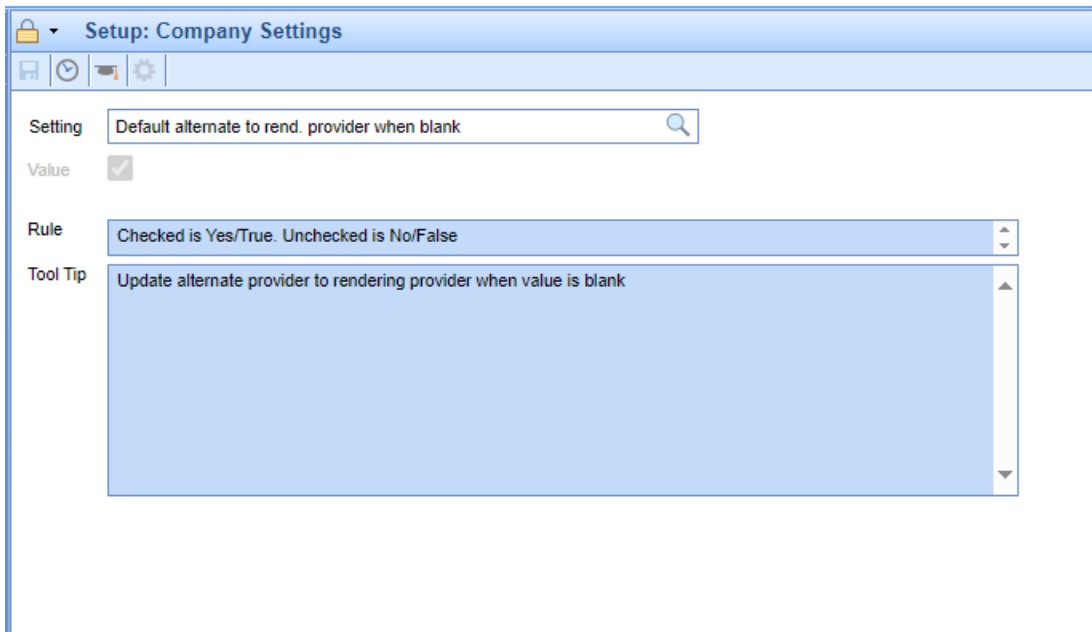 Setup: Company Settings
Setting
Default alternate to rend. provider when blank
Value
Rule
Checked is Yes/True. Unchecked is No/False
Tool Tip
Update alternate provider to rendering provider when value is blank